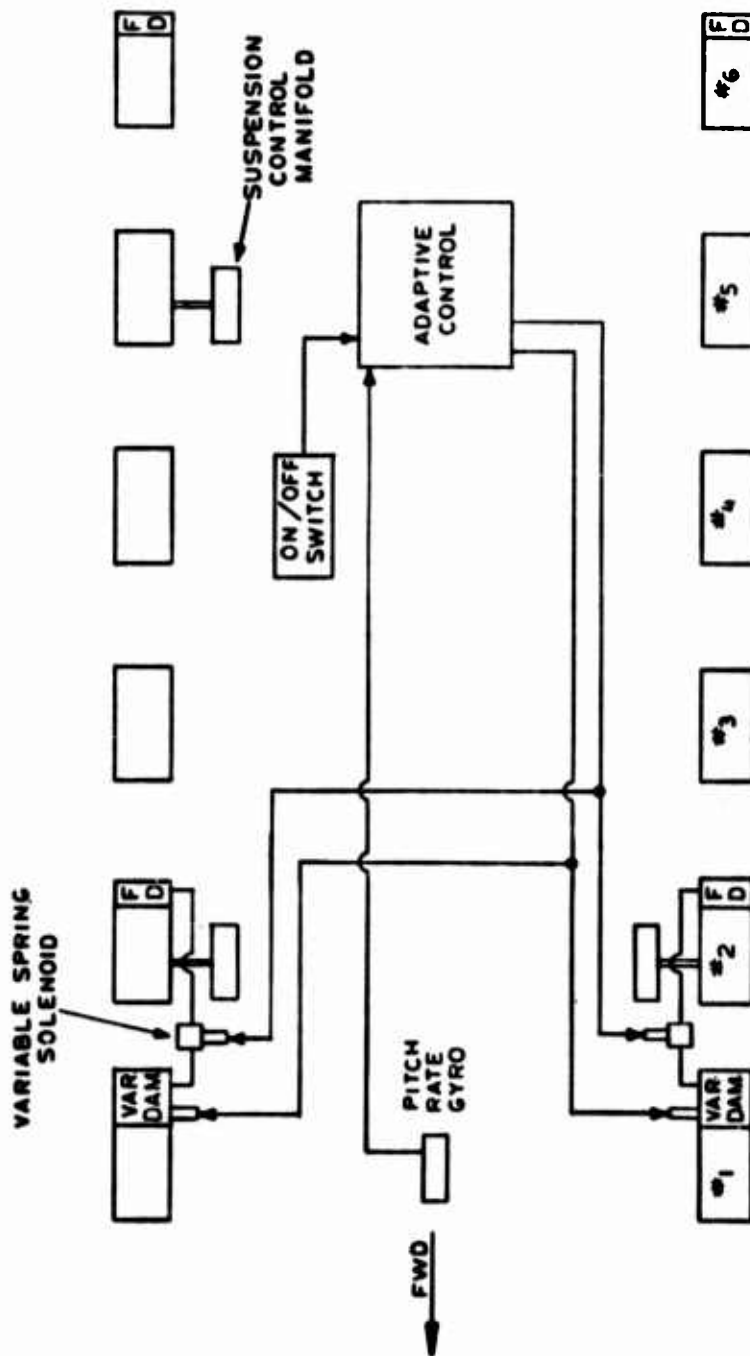 VARIABLE SPRING
SOLENOID
SUSPENSION
CONTROL
MANIFOLD
VAR
DAM
F
D
F
D
ON/OFF
SWITCH
ADAPTIVE
CONTROL
FWD
PITCH
RATE
GYRO
#1
VAR
DAM
#2
F
D
#3
#4
#5
#6
F
D